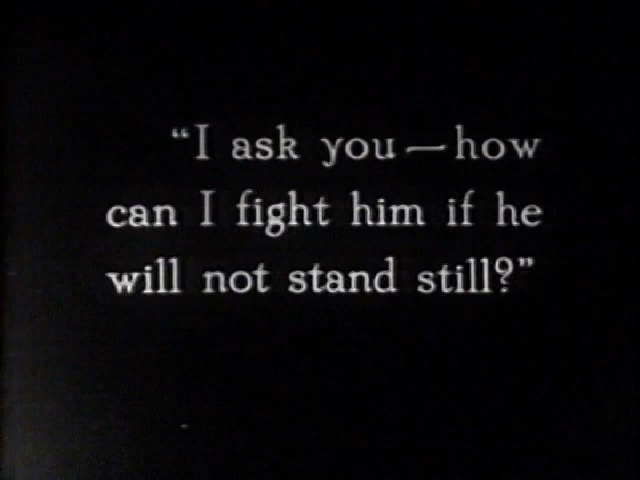 “I ask you — how
can I fight him if he
will not stand still?”